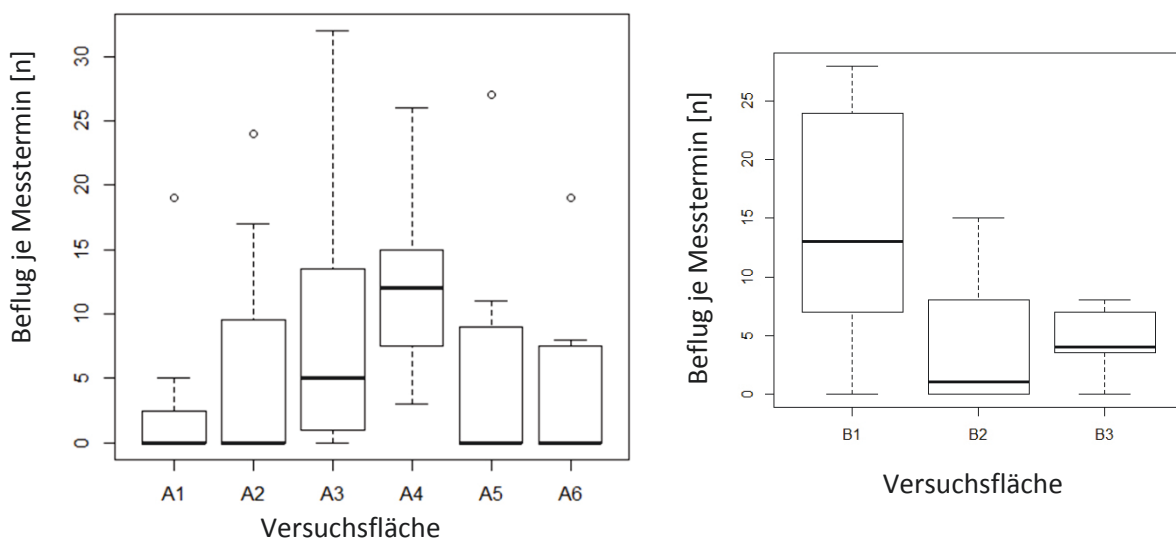 Beflug je Messtermin [n]
30
25
20
15
10
5
0
A1 A2 A3 A4 A5 A6
Versuchsfläche
Beflug je Messtermin [n]
25
20
15
10
5
0
B1 B2 B3
Versuchsfläche